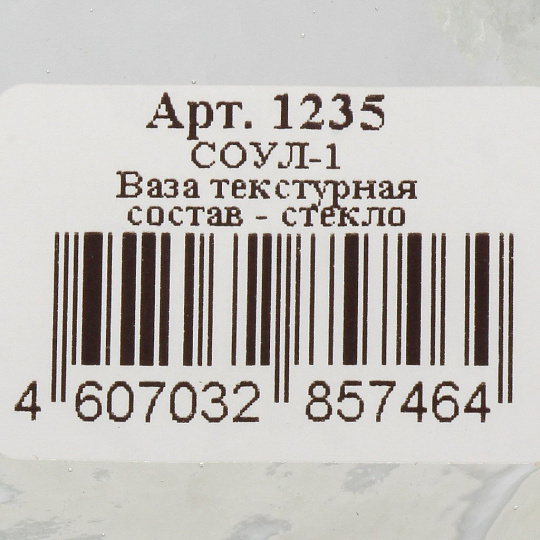 Арт. 1235
СОУЛ-1
Ваза текстурная
состав - стекло
4 607032 857464